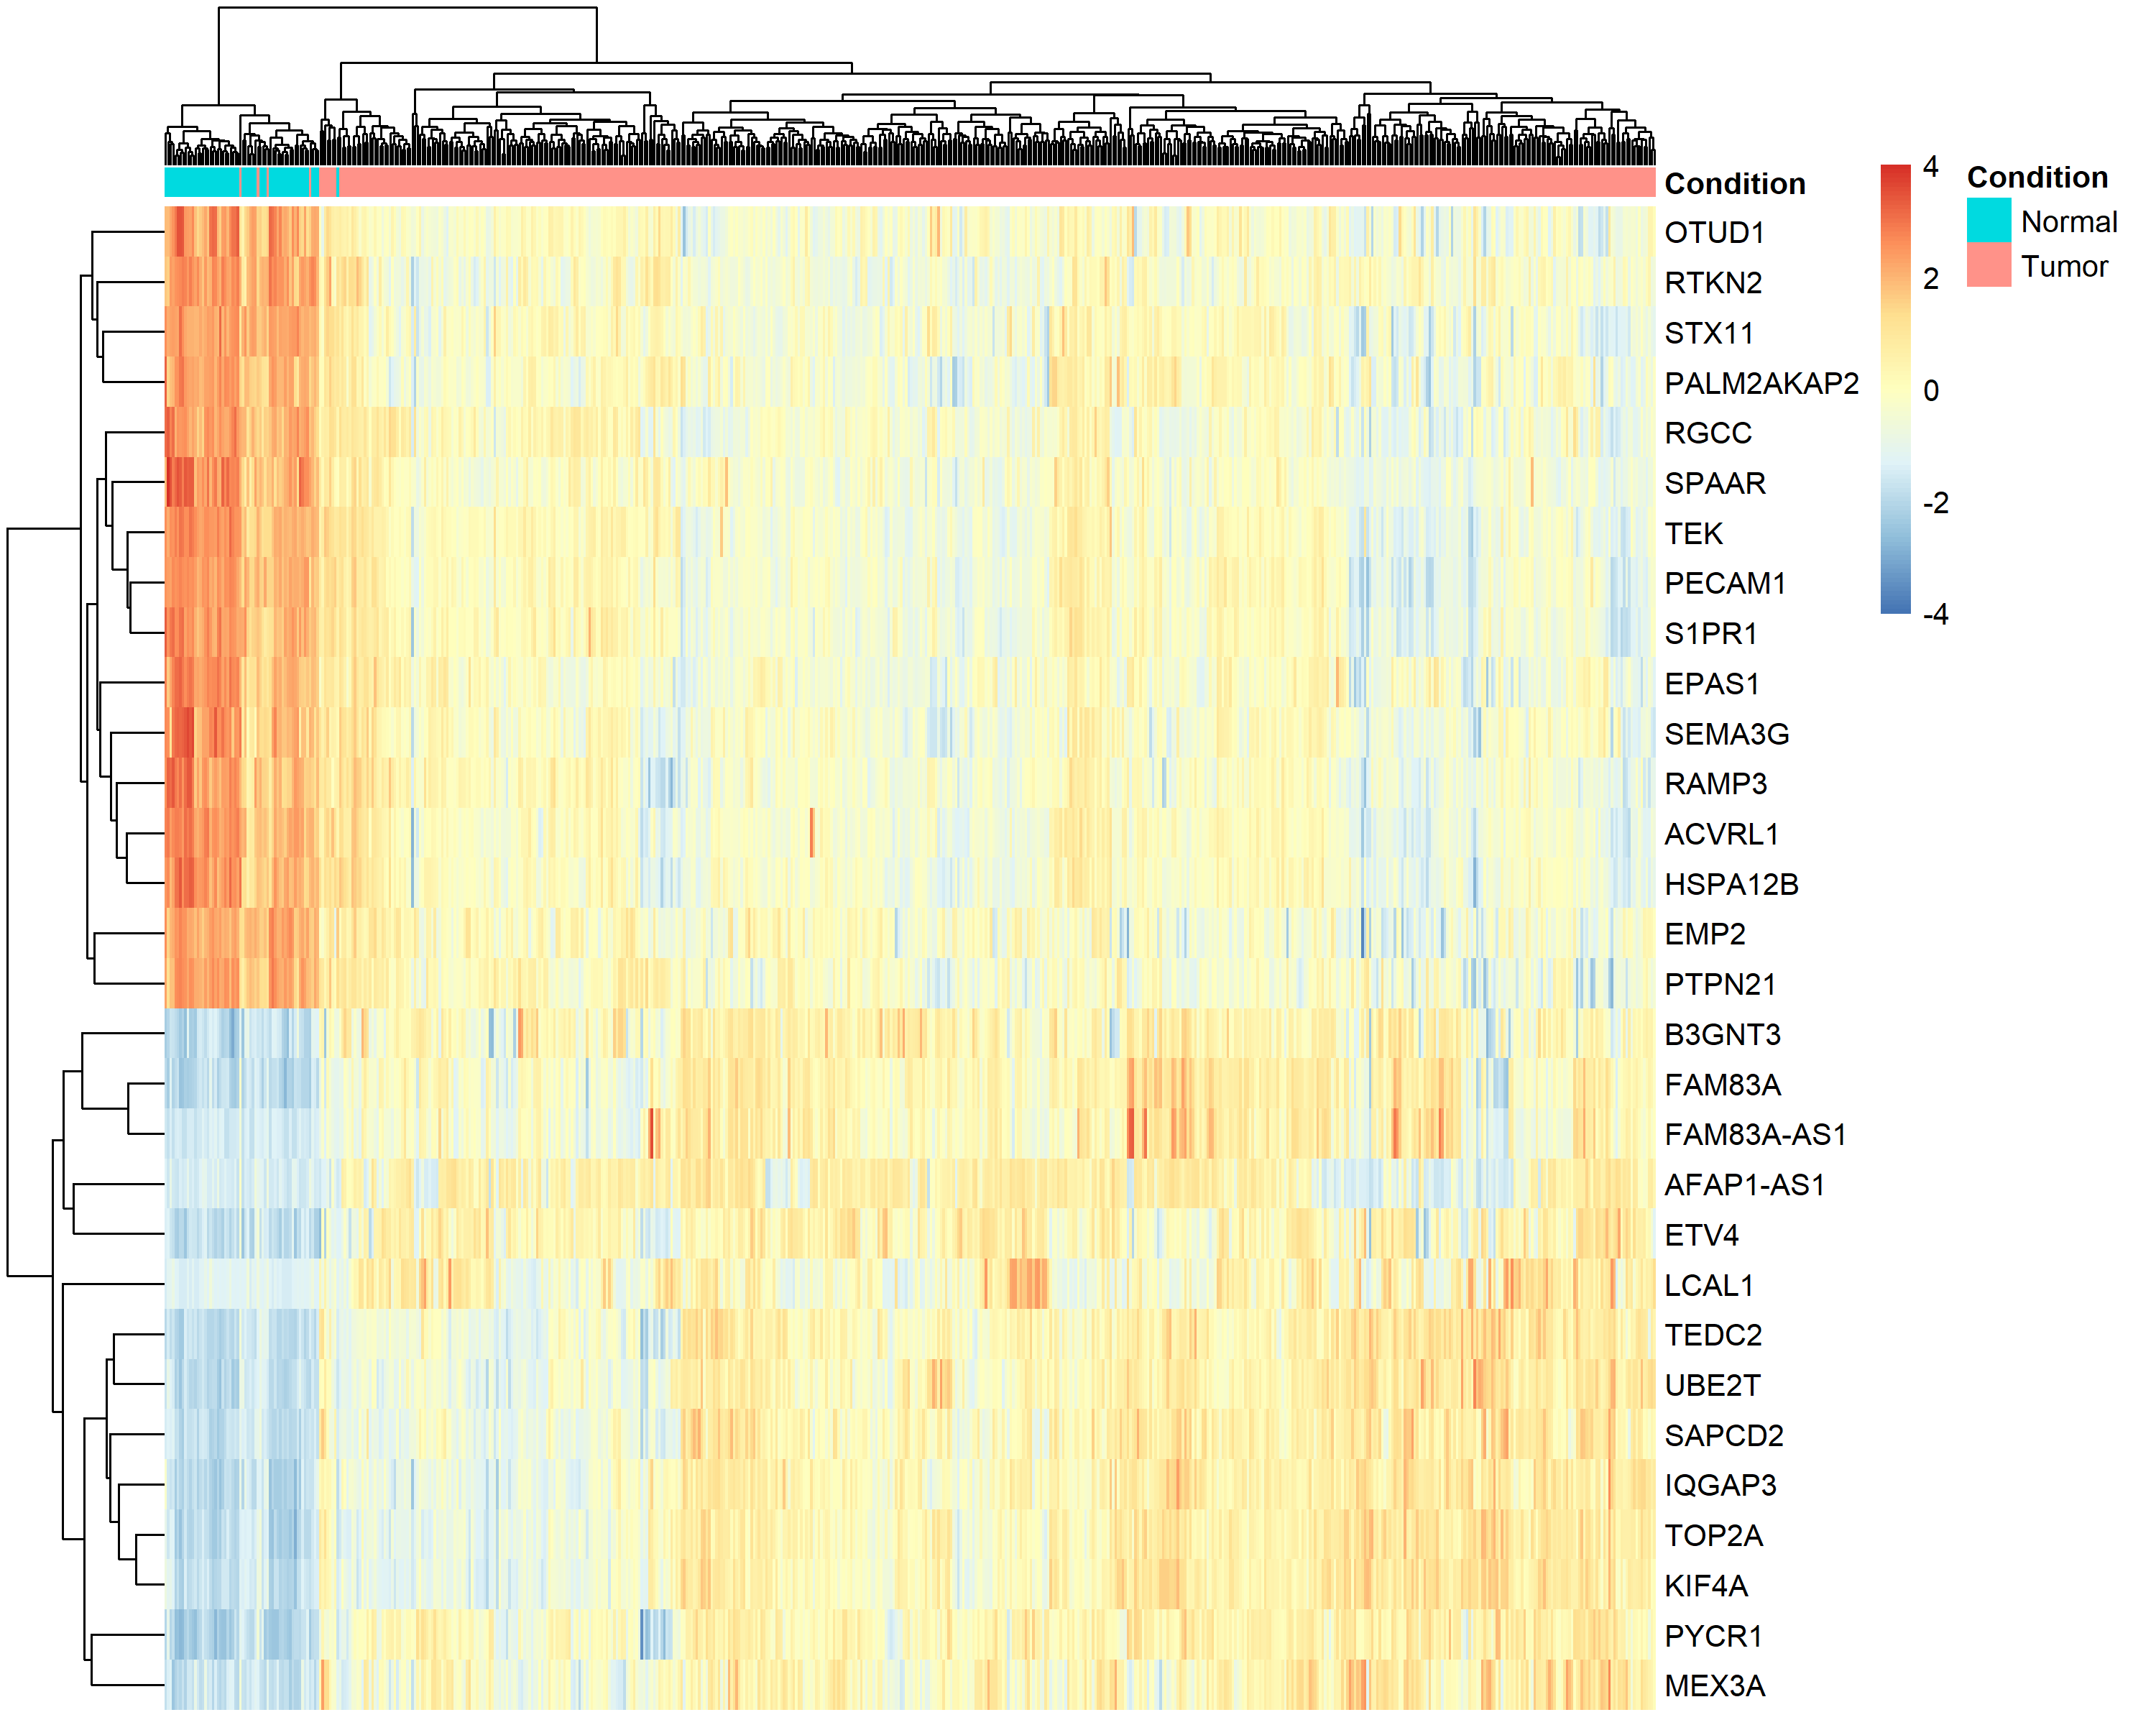 Condition
OTUD1
RTKN2
STX11
PALM2AKAP2
RGCC
SPAAR
TEK
PECAM1
S1PR1
EPAS1
SEMA3G
RAMP3
ACVRL1
HSPA12B
EMP2
PTPN21
B3GNT3
FAM83A
FAM83A-AS1
AFAP1-AS1
ETV4
LCAL1
TEDC2
UBE2T
SAPCD2
IQGAP3
TOP2A
KIF4A
PYCR1
MEX3A
4
2
0
-2
-4
Condition
Normal
Tumor